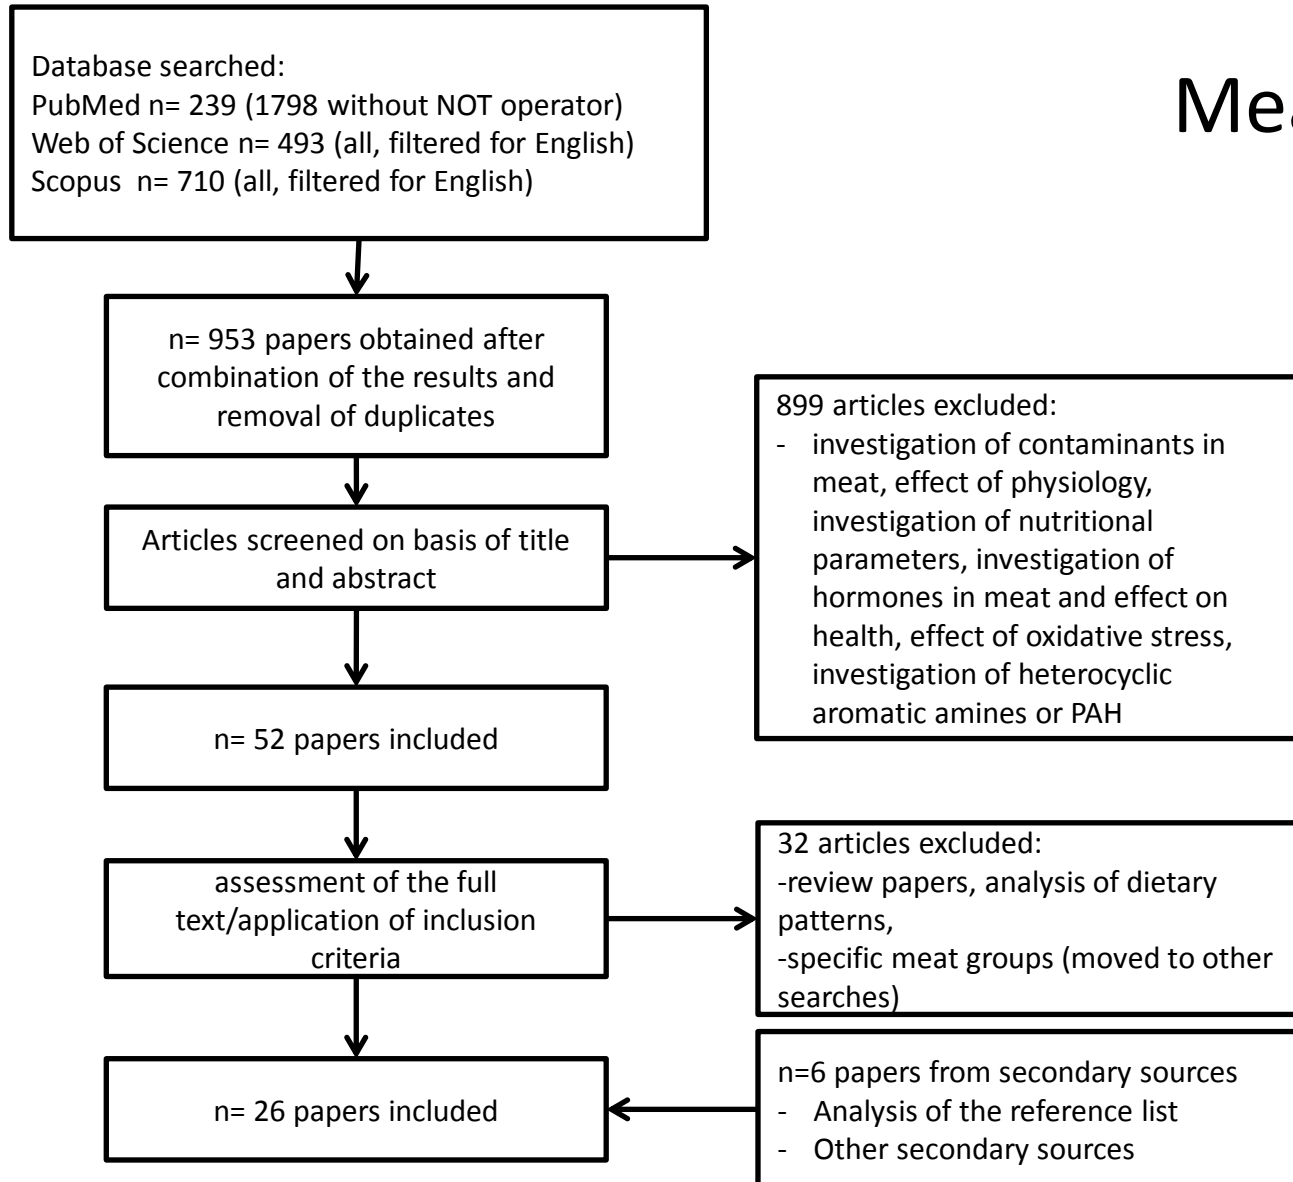 Database searched:
PubMed n= 239 (1798 without NOT operator)
Web of Science n= 493 (all, filtered for English)
Scopus n= 710 (all, filtered for English)
Mea
n= 953 papers obtained after
combination of the results and
removal of duplicates
899 articles excluded:
- investigation of contaminants in
meat, effect of physiology,
investigation of nutritional
parameters, investigation of
hormones in meat and effect on
health, effect of oxidative stress,
investigation of heterocyclic
aromatic amines or PAH
Articles screened on basis of title
and abstract
n= 52 papers included
assessment of the full
text/application of inclusion
criteria
32 articles excluded:
-review papers, analysis of dietary
patterns,
-specific meat groups (moved to other
searches)
n= 26 papers included
n=6 papers from secondary sources
- Analysis of the reference list
- Other secondary sources